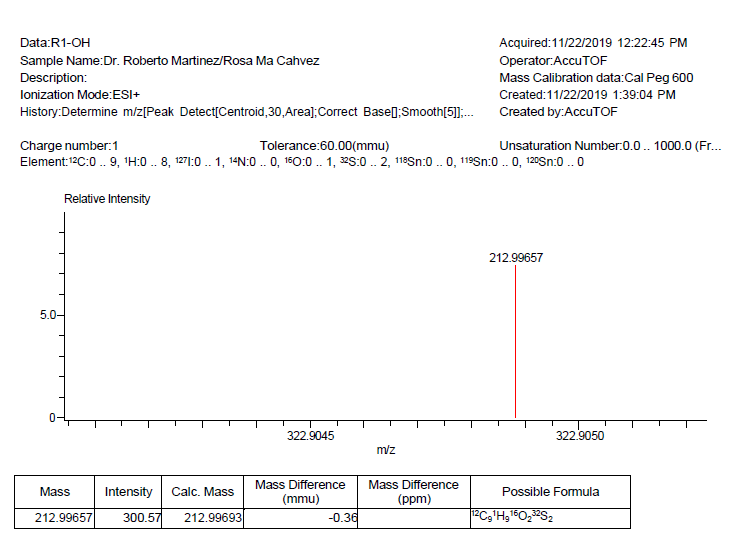 Data:R1-OH
Acquired:11/22/2019 12:22:45 PM
Sample Name:Dr. Roberto Martinez/Rosa Ma Cahvez
Operator:AccuTOF
Description:
Mass Calibration data:Cal Peg 600
Ionization Mode:ESI+
Created:11/22/2019 1:39:04 PM
History:Determine m/z[Peak Detect[Centroid,30,Area];Correct Base[];Smooth[5]];...
Created by:AccuTOF
Charge number:1
Tolerance:60.00(mmu)
Unsaturation Number:0.0 .. 1000.0 (Fr...
Element:¹²C:0 .. 9, ¹H:0 .. 8, ¹²⁷I:0 .. 1, ¹⁴N:0 .. 0, ¹⁶O:0 .. 1, ³²S:0 .. 2, ¹¹⁸Sn:0 .. 0, ¹¹⁹Sn:0 .. 0, ¹²⁰Sn:0 .. 0
Relative Intensity
212.99657
5.0
0
322.9045
322.9050
m/z
Mass
Intensity
Calc. Mass
Mass Difference
(mmu)
Mass Difference
(ppm)
Possible Formula
212.99657
300.57
212.99693
-0.36
¹²C₉¹H₉¹⁶O₂³²S₂